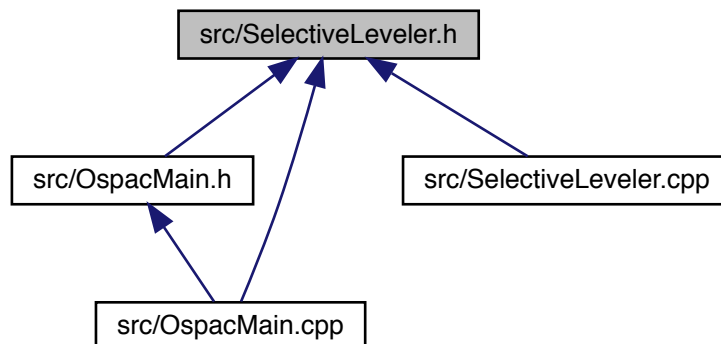 src/SelectiveLeveler.h
src/OspacMain.h
src/SelectiveLeveler.cpp
src/OspacMain.cpp